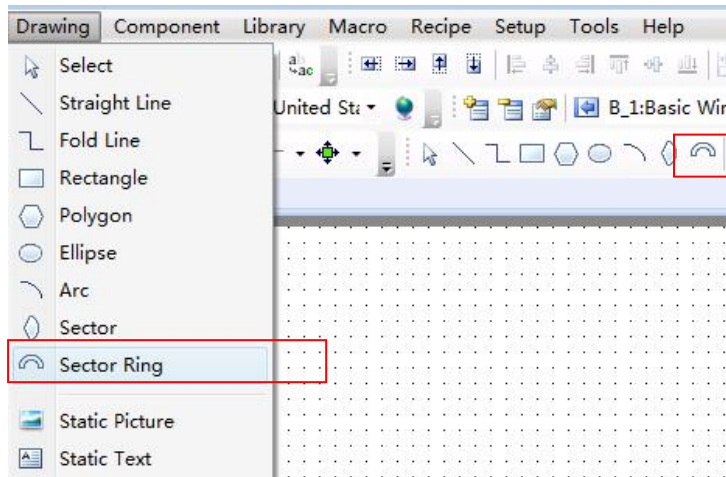 Drawing Component Library Macro Recipe Setup Tools Help
Select
Straight Line
United Sta
B_1:Basic Wir
Fold Line
Rectangle
Polygon
Ellipse
Arc
Sector
Sector Ring
Static Picture
Static Text